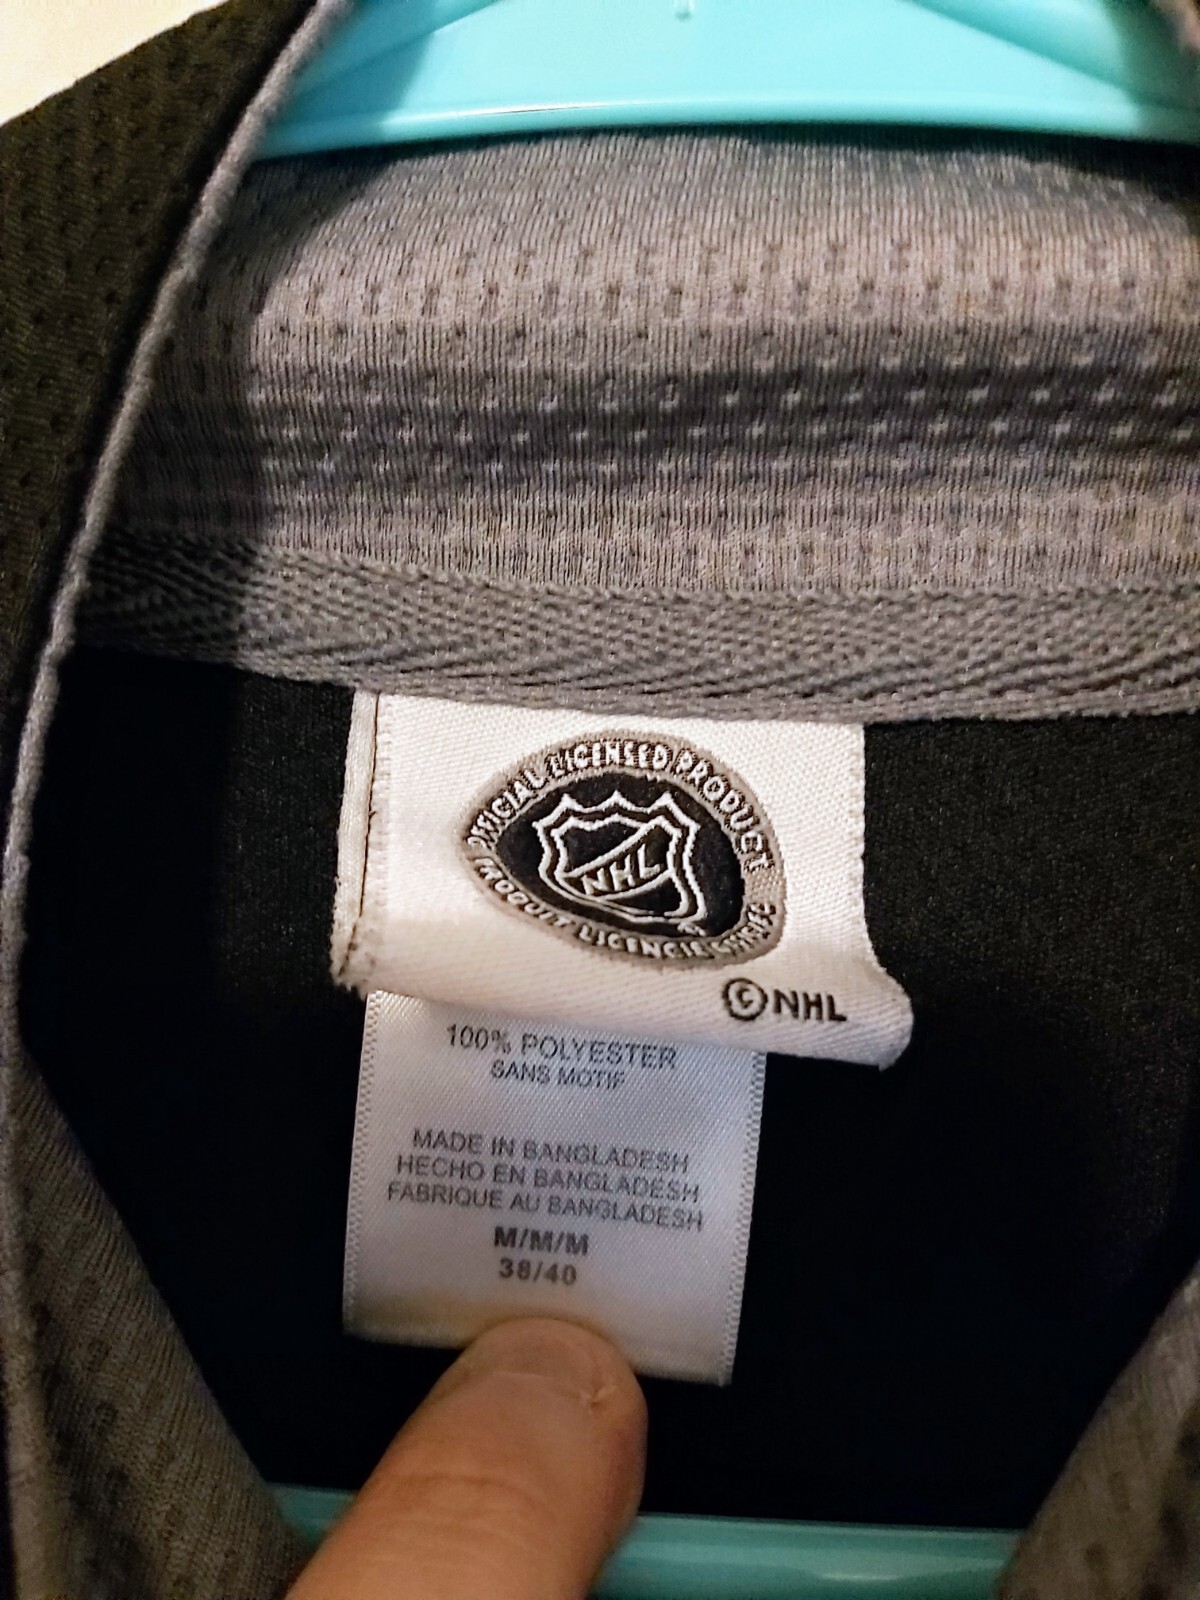 OFFICIAL LICENSED PRODUCT
NHL
PRODUIT LICENCIE OFFICIEL
©NHL
100% POLYESTER
SANS MOTIF
MADE IN BANGLADESH
HECHO EN BANGLADESH
FABRIQUE AU BANGLADESH
M/M/M
38/40